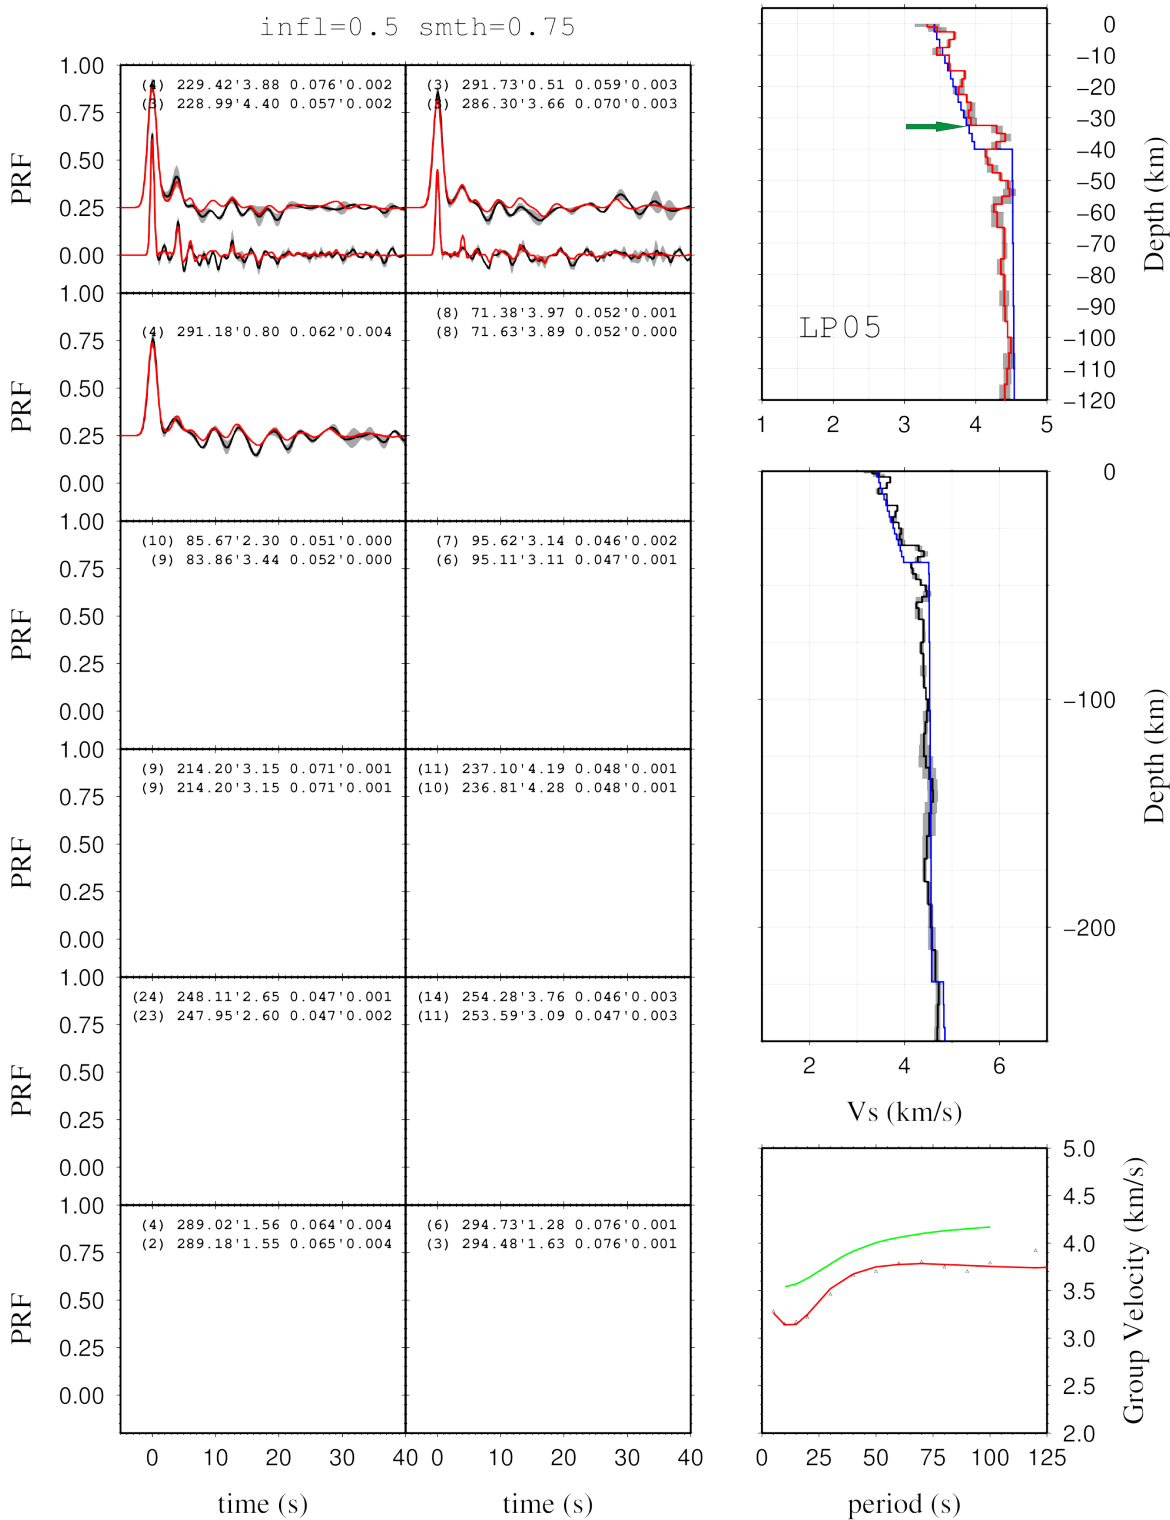 infl=0.5 smth=0.75
PRF
1.00
0.75
0.50
0.25
0.00
(4) 229.42'3.88 0.076'0.002
(3) 228.99'4.40 0.057'0.002
(3) 291.73'0.51 0.059'0.003
286.30'3.66 0.070'0.003
PRF
1.00
0.75
0.50
0.25
0.00
(4) 291.18'0.80 0.062'0.004
(8) 71.38'3.97 0.052'0.001
(8) 71.63'3.89 0.052'0.000
PRF
1.00
0.75
0.50
0.25
0.00
(10) 85.67'2.30 0.051'0.000
(9) 83.86'3.44 0.052'0.000
(7) 95.62'3.14 0.046'0.002
(6) 95.11'3.11 0.047'0.001
PRF
1.00
0.75
0.50
0.25
0.00
(9) 214.20'3.15 0.071'0.001
(9) 214.20'3.15 0.071'0.001
(11) 237.10'4.19 0.048'0.001
(10) 236.81'4.28 0.048'0.001
PRF
1.00
0.75
0.50
0.25
0.00
(24) 248.11'2.65 0.047'0.001
(23) 247.95'2.60 0.047'0.002
(14) 254.28'3.76 0.046'0.003
(11) 253.59'3.09 0.047'0.003
PRF
1.00
0.75
0.50
0.25
0.00
(4) 289.02'1.56 0.064'0.004
(2) 289.18'1.55 0.065'0.004
(6) 294.73'1.28 0.076'0.001
(3) 294.48'1.63 0.076'0.001
0 10 20 30 40 0 10 20 30 40
time (s) time (s)
0
−10
−20
−30
−40
−50
−60
−70
−80
−90
−100
−110
−120
Depth (km)
LP05
1 2 3 4 5
0
−100
−200
Depth (km)
2 4 6
Vs (km/s)
5.0
4.5
4.0
3.5
3.0
2.5
2.0
Group Velocity (km/s)
0 25 50 75 100 125
period (s)